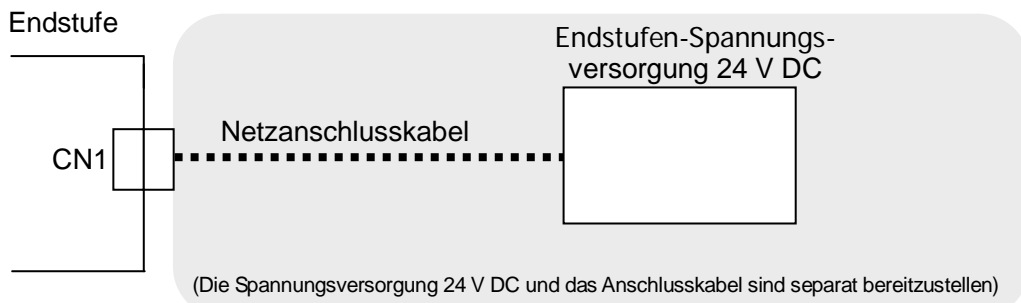 Endstufe
Endstufen-Spannungs-
versorgung 24 V DC
Netzanschlusskabel
CN1
(Die Spannungsversorgung 24 V DC und das Anschlusskabel sind separat bereitzustellen)